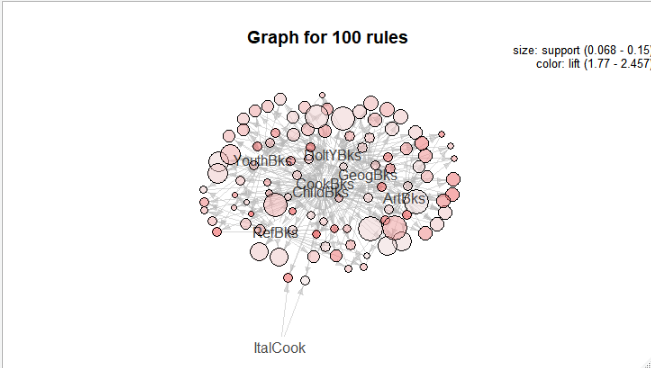 Graph for 100 rules
size: support (0.068 - 0.15)
color: lift (1.77 - 2.457)
DoItYBks
YouthBks
GeogBks
CookBks
ChildBks
ArtBks
RefBks
ItalCook